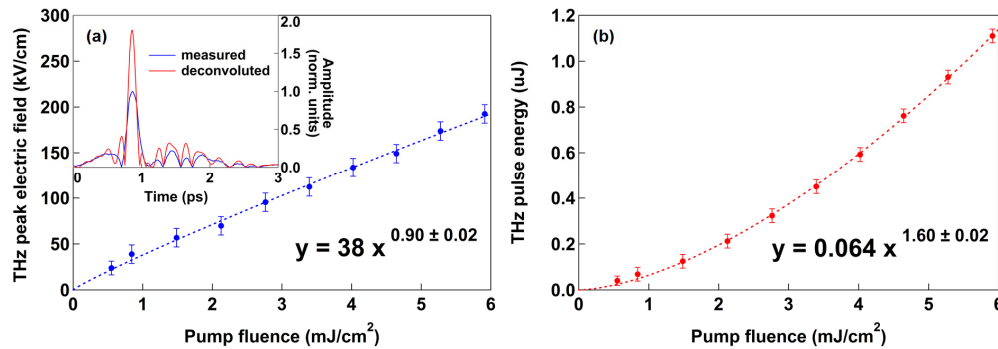 (a)
THz peak electric field (kV/cm)
300
250
200
150
100
50
0
0 1 2 3 4 5 6
Pump fluence (mJ/cm²)
y = 38 x^0.90 ± 0.02
measured
deconvoluted
2.0
1.5
1.0
0.5
0.0
Amplitude
(norm. units)
0 1 2 3
Time (ps)
(b)
THz pulse energy (uJ)
1.2
1.0
0.8
0.6
0.4
0.2
0.0
0 1 2 3 4 5 6
Pump fluence (mJ/cm²)
y = 0.064 x^1.60 ± 0.02